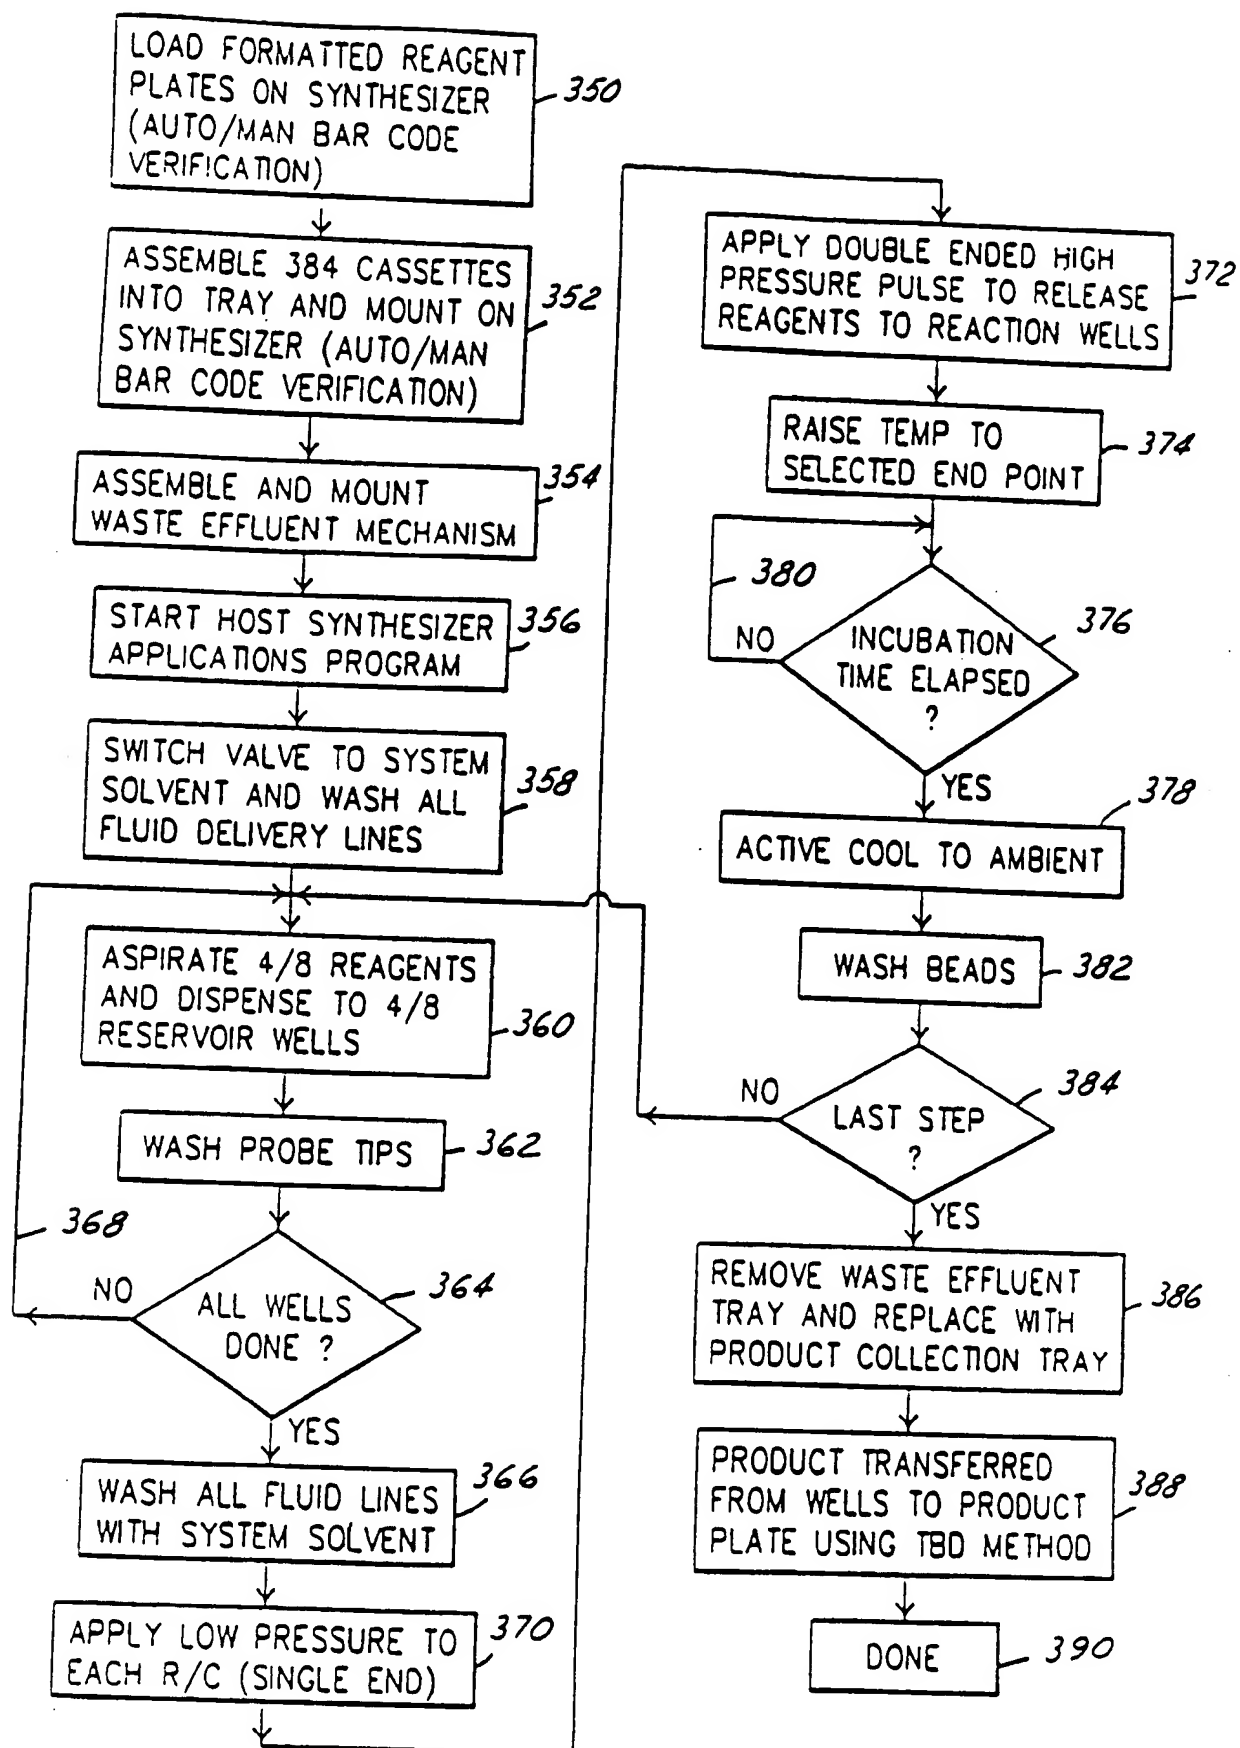 LOAD FORMATTED REAGENT
PLATES ON SYNTHESIZER
(AUTO/MAN BAR CODE
VERIFICATION)
350
ASSEMBLE 384 CASSETTES
INTO TRAY AND MOUNT ON
SYNTHESIZER (AUTO/MAN
BAR CODE VERIFICATION)
352
ASSEMBLE AND MOUNT
WASTE EFFLUENT MECHANISM
354
START HOST SYNTHESIZER
APPLICATIONS PROGRAM
356
SWITCH VALVE TO SYSTEM
SOLVENT AND WASH ALL
FLUID DELIVERY LINES
358
ASPIRATE 4/8 REAGENTS
AND DISPENSE TO 4/8
RESERVOIR WELLS
360
WASH PROBE TIPS
362
368
NO
ALL WELLS
DONE ?
364
YES
WASH ALL FLUID LINES
WITH SYSTEM SOLVENT
366
APPLY LOW PRESSURE TO
EACH R/C (SINGLE END)
370
APPLY DOUBLE ENDED HIGH
PRESSURE PULSE TO RELEASE
REAGENTS TO REACTION WELLS
372
RAISE TEMP TO
SELECTED END POINT
374
380
NO
INCUBATION
TIME ELAPSED
?
376
YES
378
ACTIVE COOL TO AMBIENT
WASH BEADS
382
NO
LAST STEP
?
384
YES
REMOVE WASTE EFFLUENT
TRAY AND REPLACE WITH
PRODUCT COLLECTION TRAY
386
PRODUCT TRANSFERRED
FROM WELLS TO PRODUCT
PLATE USING TBD METHOD
388
DONE
390